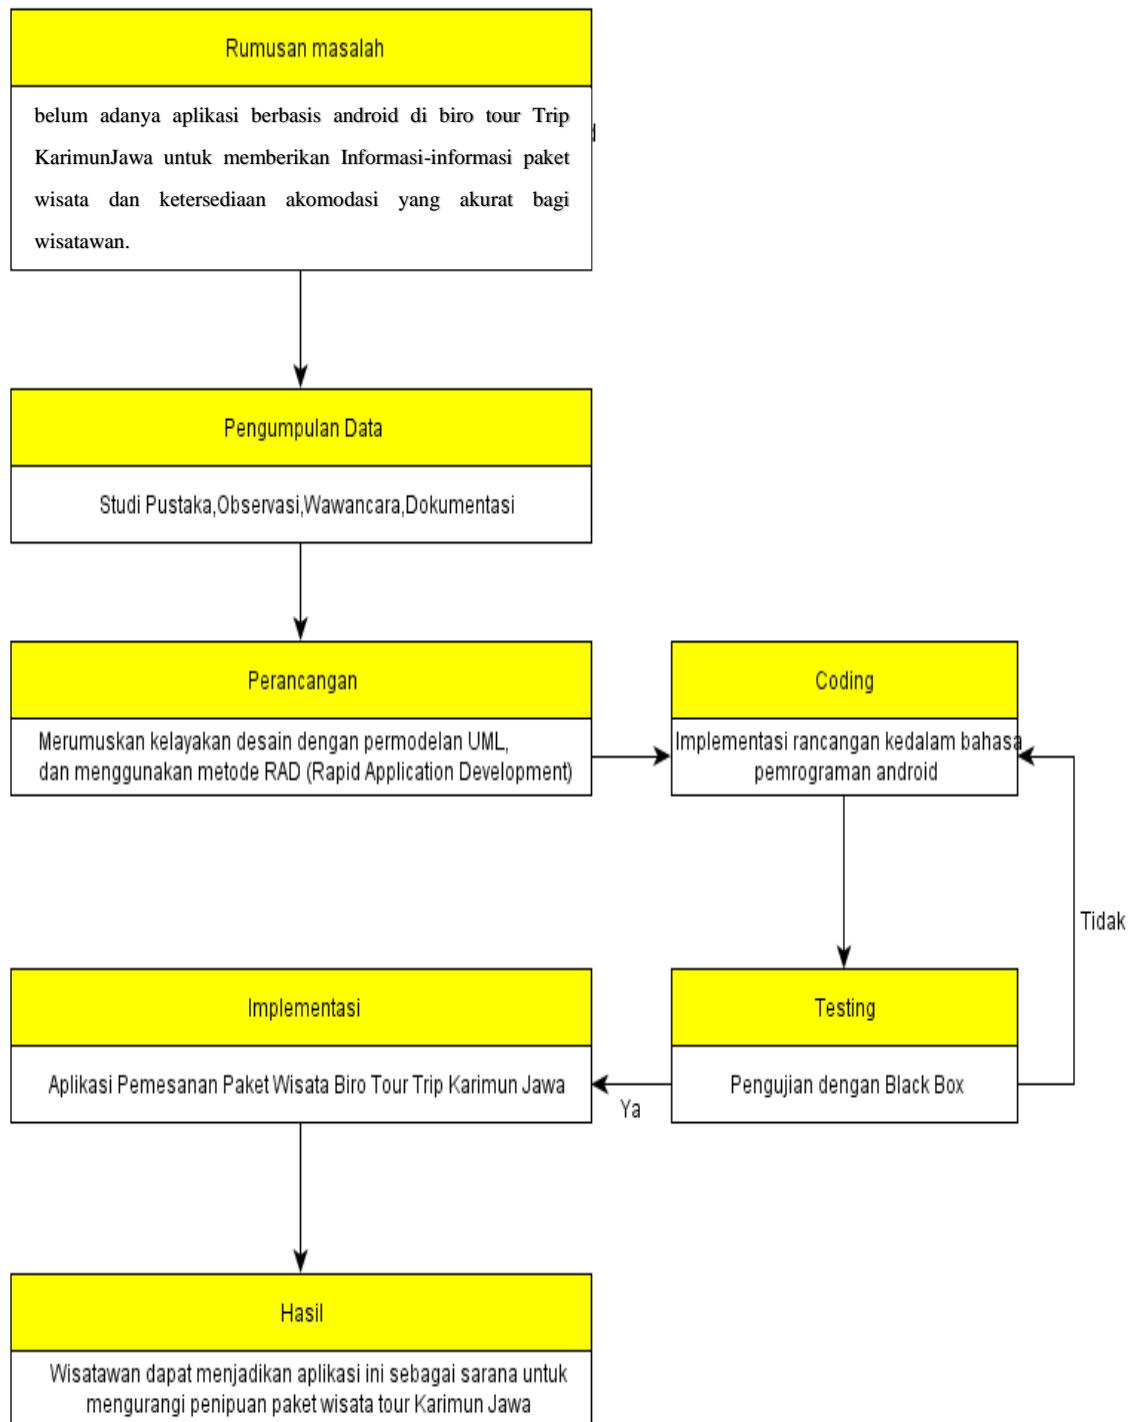 Rumusan masalah
belum adanya aplikasi berbasis android di biro tour Trip
KarimunJawa untuk memberikan Informasi-informasi paket
wisata dan ketersediaan akomodasi yang akurat bagi
wisatawan.
Pengumpulan Data
Studi Pustaka,Observasi,Wawancara,Dokumentasi
Perancangan
Merumuskan kelayakan desain dengan permodelan UML,
dan menggunakan metode RAD (Rapid Application Development)
Coding
Implementasi rancangan kedalam bahasa
pemrograman android
Tidak
Testing
Pengujian dengan Black Box
Ya
Implementasi
Aplikasi Pemesanan Paket Wisata Biro Tour Trip Karimun Jawa
Hasil
Wisatawan dapat menjadikan aplikasi ini sebagai sarana untuk
mengurangi penipuan paket wisata tour Karimun Jawa